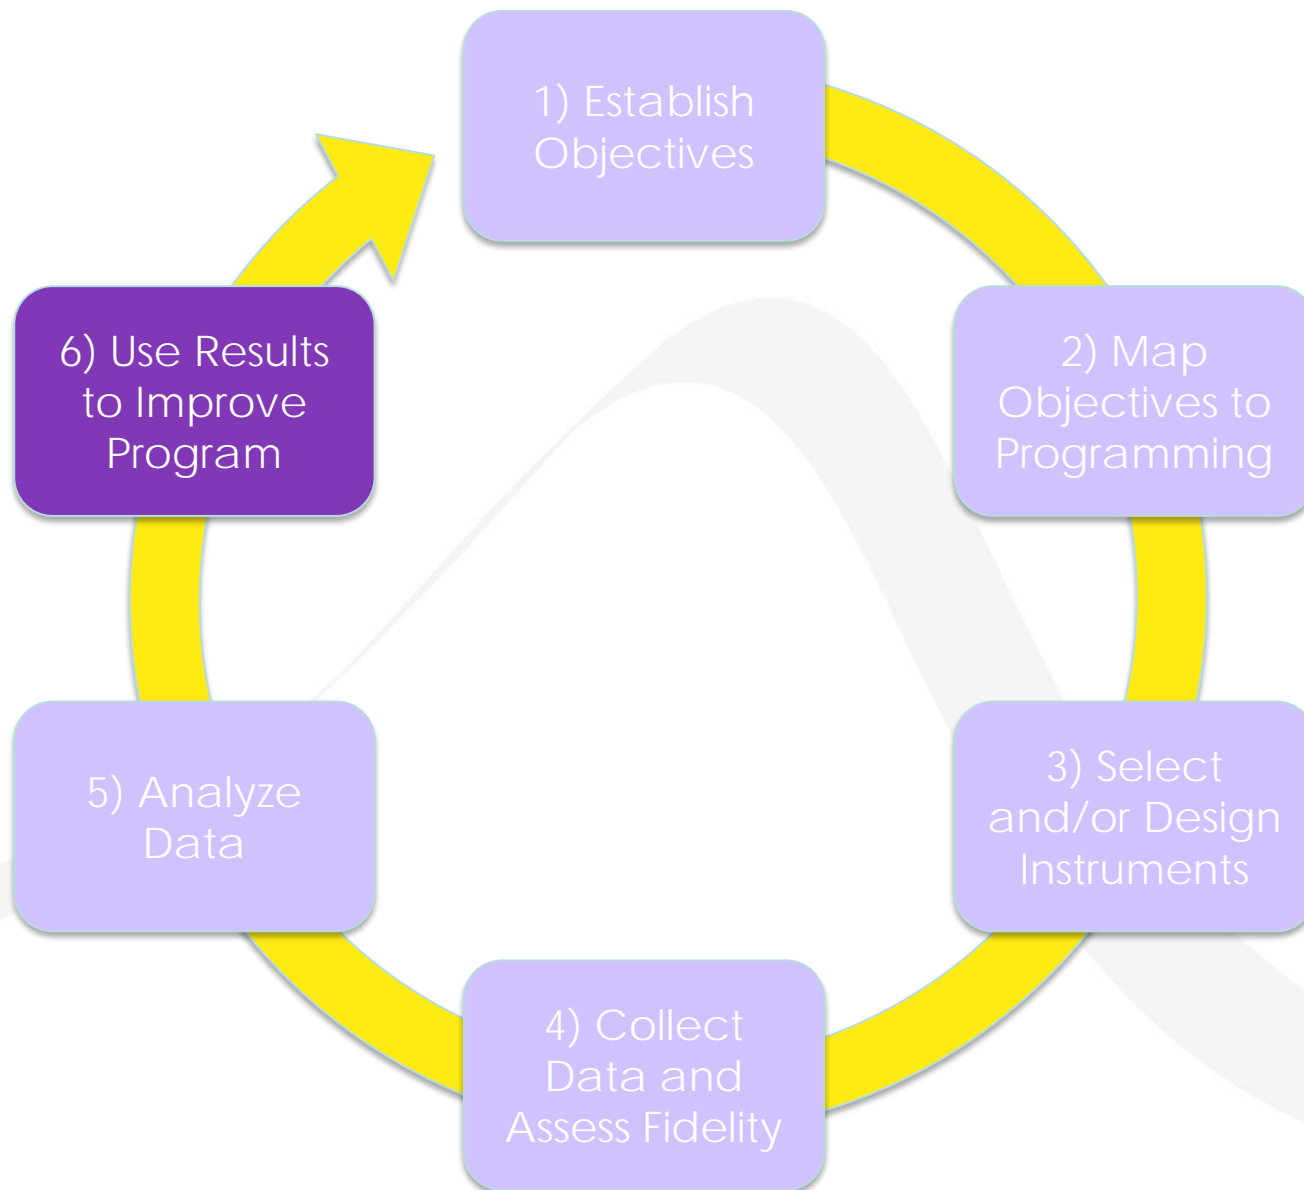 1) Establish
Objectives
2) Map
Objectives to
Programming
3) Select
and/or Design
Instruments
4) Collect
Data and
Assess Fidelity
5) Analyze
Data
6) Use Results
to Improve
Program